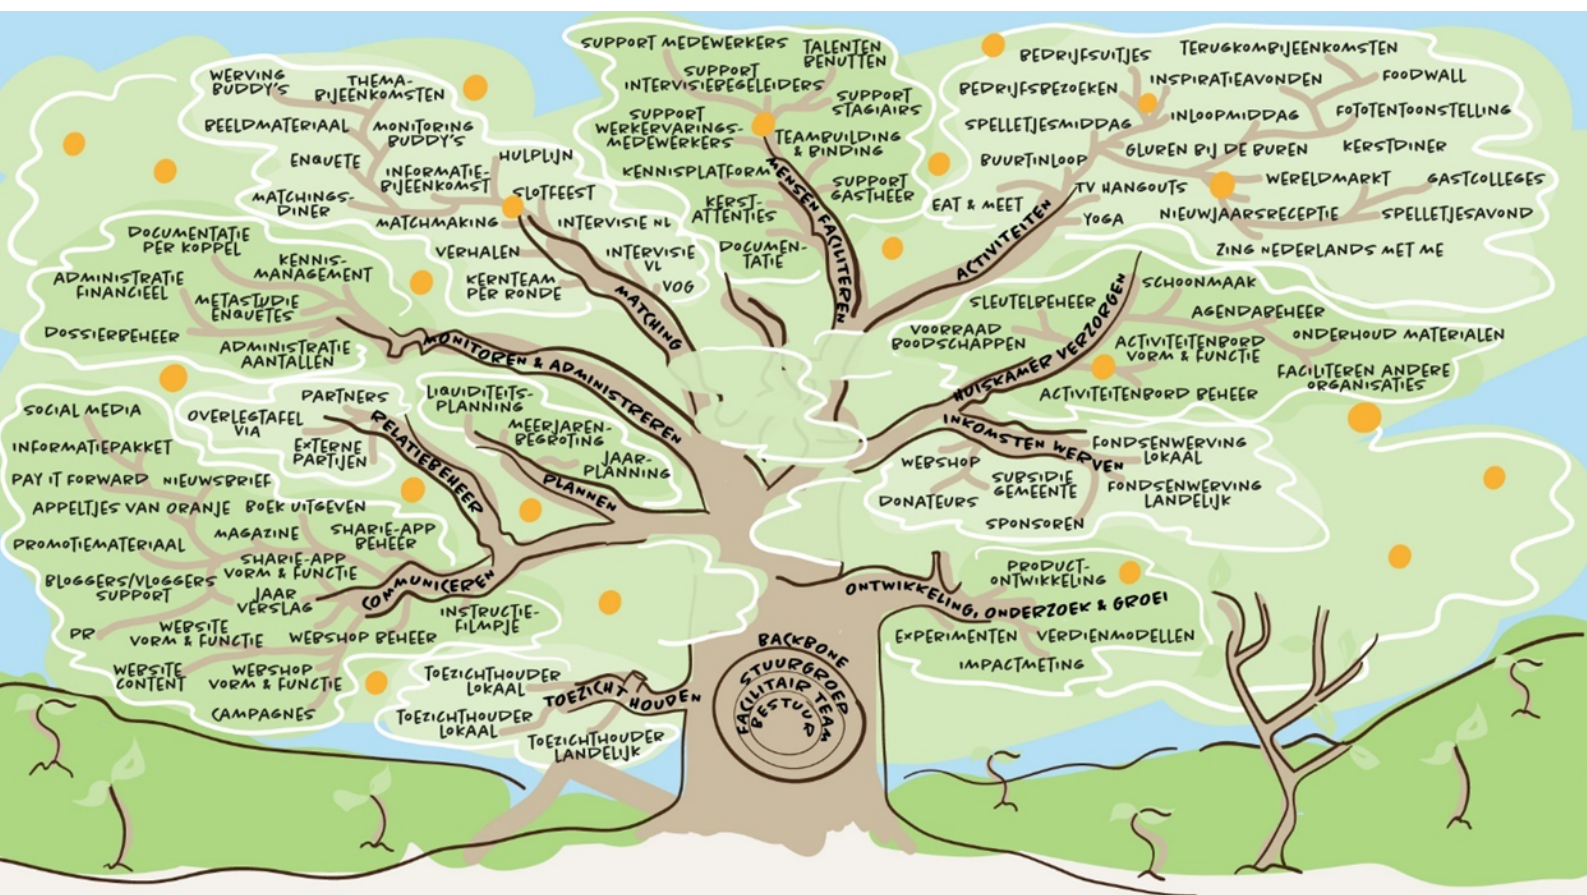 WERVING
BUDDY'S
THEMA-
BIJEENKOMSTEN
BEELDMATERIAAL
MONITORING
BUDDY'S
ENQUETE
HULPLIJN
INFORMATIE-
BIJEENKOMST
MATCHINGS-
DINER
SLOTFEEST
MATCHMAKING
INTERVISIE NL
VERHALEN
INTERVISIE
VL
KERNTEAM
PER RONDE
VOG
MATCHING
SUPPORT MEDEWERKERS
TALENTEN
BENUTTEN
SUPPORT
INTERVISIEBEGELEIDERS
SUPPORT
STAGIAIRS
SUPPORT
WERKERVARINGS-
MEDEWERKERS
TEAMBUILDING
& BINDING
KENNISPLATFORM
SUPPORT
GASTHEER
KERST-
ATTENTIES
DOCUMEN-
TATIE
MENSEN FACILITEREN
BEDRIJFSUITJES
TERUGKOMBIJEENKOMSTEN
BEDRIJFSBEZOEKEN
INSPIRATIEAVONDEN
FOODWALL
SPELLETJESMIDDAG
INLOOPMIDDAG
FOTOTENTOONSTELLING
BUURTINLOOP
GLUREN BIJ DE BUREN
KERSTDINER
TV HANGOUTS
WERELDMARKT
GASTCOLLEGES
EAT & MEET
YOGA
NIEUWJAARSRECEPTIE
SPELLETJESAVOND
ZING NEDERLANDS MET ME
ACTIVITEITEN
DOCUMENTATIE
PER KOPPEL
KENNIS-
MANAGEMENT
ADMINISTRATIE
FINANCIEEL
METASTUDIE
ENQUETES
DOSSIERBEHEER
ADMINISTRATIE
AANTALLEN
MONITOREN & ADMINISTREREN
SLEUTELBEHEER
SCHOONMAAK
AGENDABEHEER
VOORRAAD
BOODSCHAPPEN
ACTIVITEITENBORD
VORM & FUNCTIE
ONDERHOUD MATERIALEN
FACILITEREN ANDERE
ORGANISATIES
ACTIVITEITENBORD BEHEER
HUISKAMER VERZORGEN
PARTNERS
OVERLEGTAFEL
VIA
EXTERNE
PARTIJEN
RELATIEBEHEER
LIQUIDITEITS-
PLANNING
MEERJAREN-
BEGROTING
JAAR-
PLANNING
PLANNEN
INKOMSTEN WERVEN
FONDSENWERVING
LOKAAL
WEBSHOP
SUBSIDIE
GEMEENTE
FONDSENWERVING
LANDELIJK
DONATEURS
SPONSOREN
SOCIAL MEDIA
INFORMATIEPAKKET
PAY IT FORWARD
NIEUWSBRIEF
APPELTJES VAN ORANJE
BOEK UITGEVEN
PROMOTIEMATERIAAL
MAGAZINE
SHARIE-APP
BEHEER
SHARIE-APP
VORM & FUNCTIE
BLOGGERS/VLOGGERS
SUPPORT
JAAR
VERSLAG
PR
WEBSITE
VORM & FUNCTIE
WEBSHOP BEHEER
INSTRUCTIE-
FILMPJE
WEBSITE
CONTENT
WEBSHOP
VORM & FUNCTIE
CAMPAGNES
COMMUNICEREN
PRODUCT-
ONTWIKKELING
ONTWIKKELING, ONDERZOEK & GROEI
EXPERIMENTEN
VERDIENMODELLEN
IMPACTMETING
TOEZICHTHOUDER
LOKAAL
TOEZICHTHOUDER
LOKAAL
TOEZICHTHOUDER
LANDELIJK
TOEZICHT HOUDEN
BACKBONE
STUURGROEP
FACILITAIR TEAM
BESTUUR